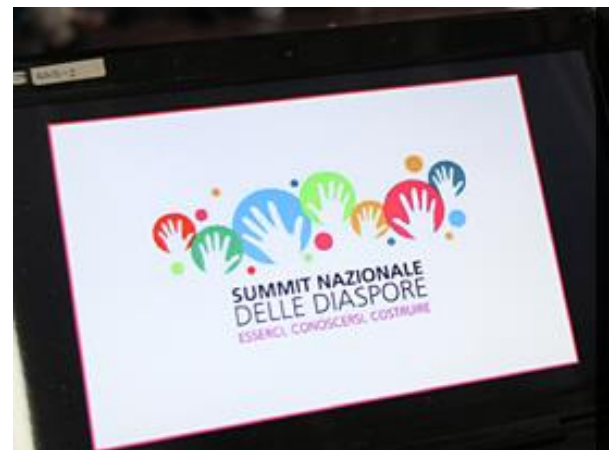 SUMMIT NAZIONALE
DELLE DIASPORE
ESSERCI, CONOSCERSI, COSTRUIRE